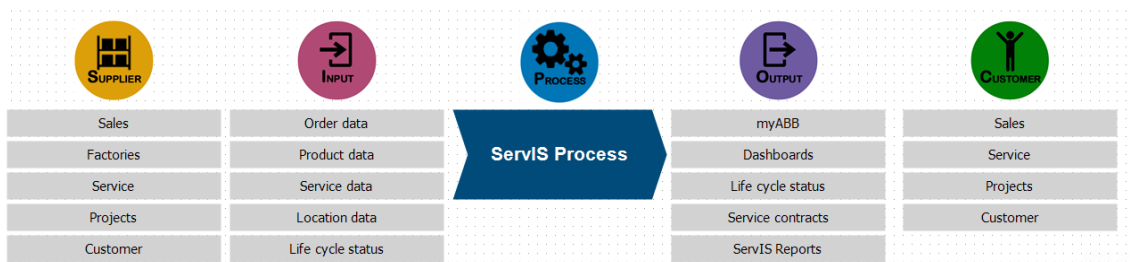 SUPPLIER
INPUT
PROCESS
OUTPUT
CUSTOMER
Sales
Factories
Service
Projects
Customer
Order data
Product data
Service data
Location data
Life cycle status
ServIS Process
myABB
Dashboards
Life cycle status
Service contracts
ServIS Reports
Sales
Service
Projects
Customer